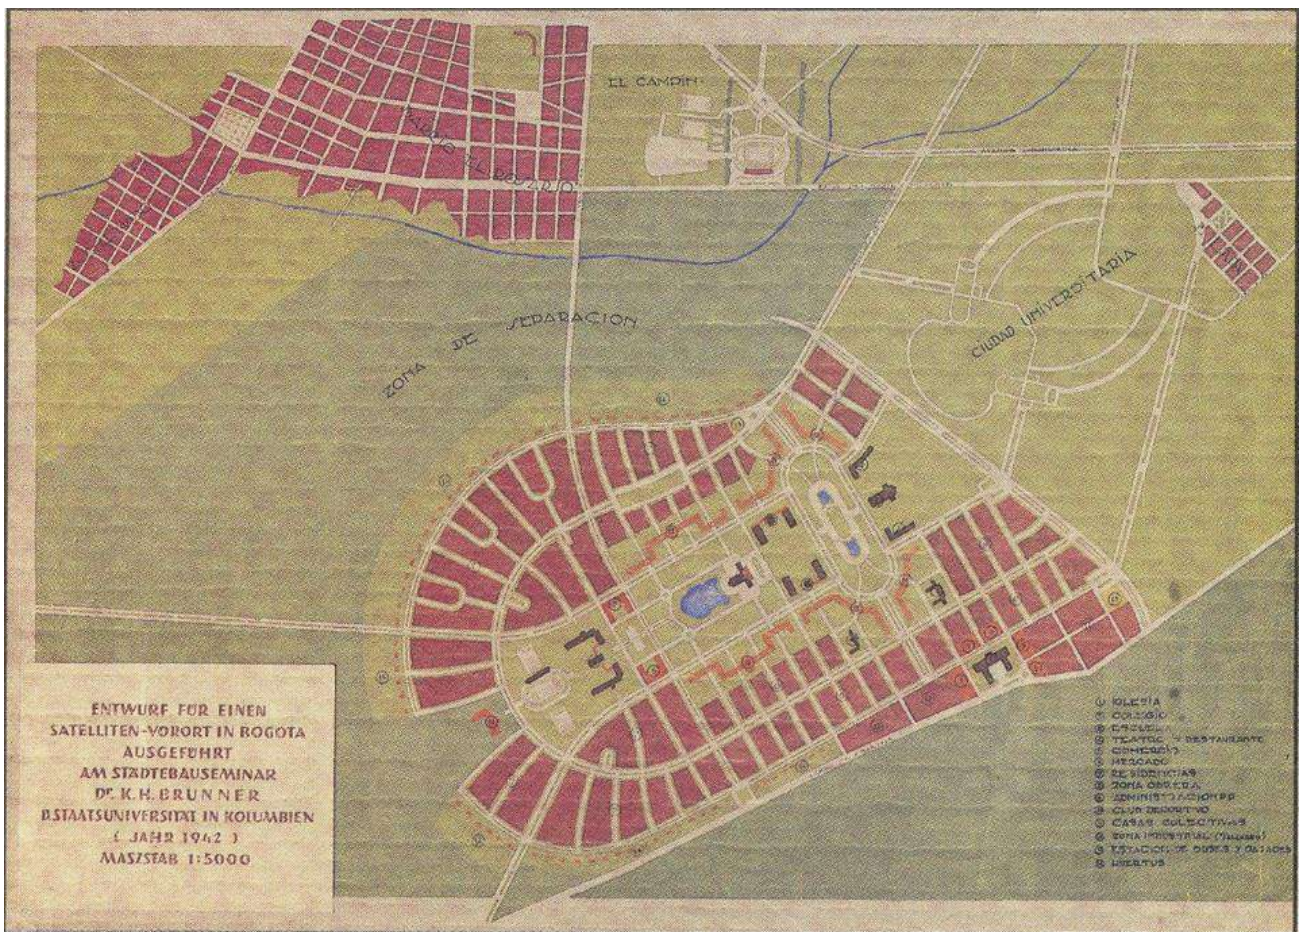 EL CAMPIN
BARRIO EL ROSARIO
ZONA DE SEPARACION
CIUDAD UNIVERSITARIA
ENTWURF FÜR EINEN
SATELLITEN-VORORT IN BOGOTA
AUSGEFÜHRT
AM STÄDTEBAUSEMINAR
DR. K. H. BRUNNER
STAATSUNIVERSITÄT IN KOLUMBIEN
( JAHR 1942 )
MASZSTAB 1:5000
IGLESIA
COLEGIO
ESCUELA
TEATRO Y RESTAURANTE
COMERCIO
MERCADO
RESIDENCIAS
ZONA OBRERA
CLUB DEPORTIVO
CASAS COLECTIVAS
ZONA INDUSTRIAL
ESTACION DE BUSES Y GARAGES
HUERTOS